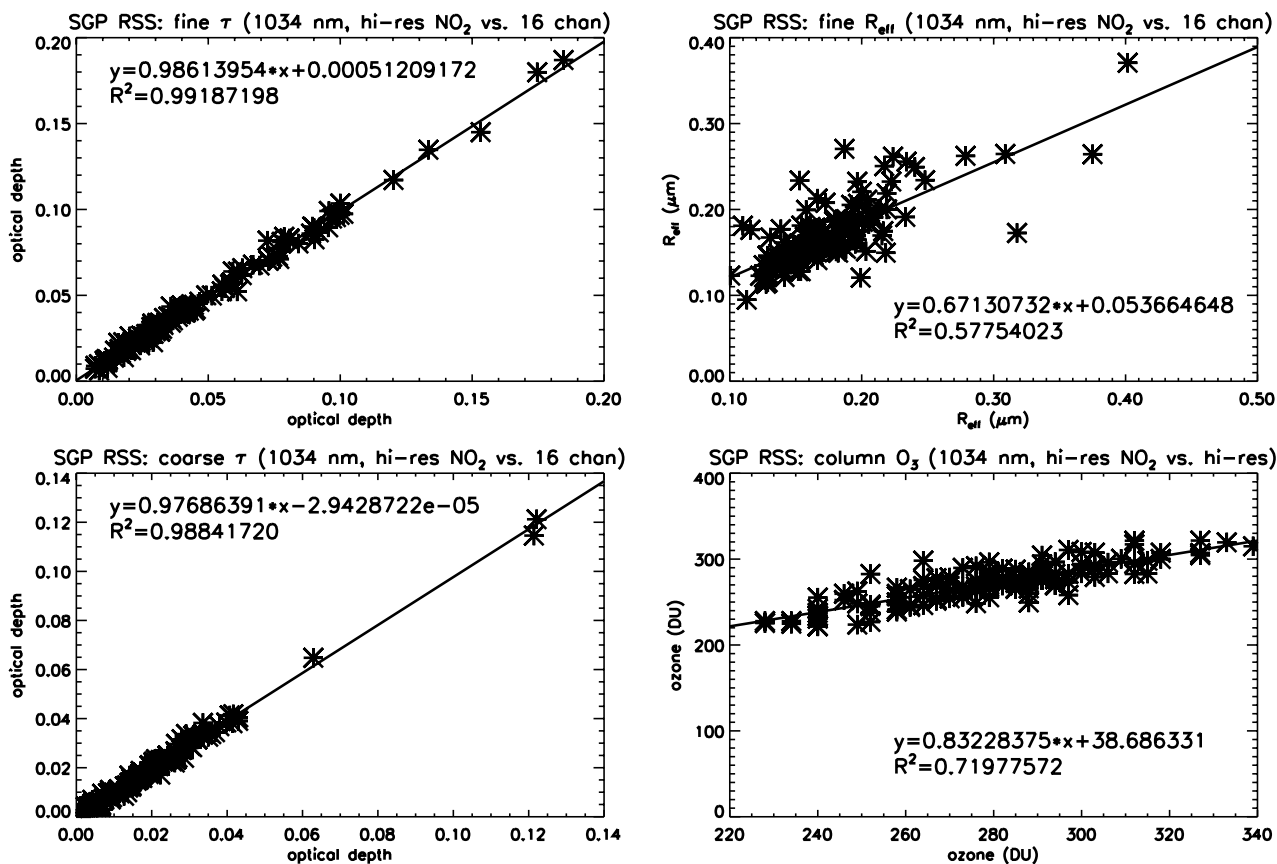 SGP RSS: fine τ (1034 nm, hi-res NO₂ vs. 16 chan)
y=0.98613954*x+0.00051209172
R²=0.99187198
0.20
0.15
0.10
0.05
0.00
optical depth
0.00 0.05 0.10 0.15 0.20
optical depth
SGP RSS: fine R_eff (1034 nm, hi-res NO₂ vs. 16 chan)
0.40
0.30
0.20
0.10
0.00
R_eff (μm)
y=0.67130732*x+0.053664648
R²=0.57754023
0.10 0.20 0.30 0.40 0.50
R_eff (μm)
SGP RSS: coarse τ (1034 nm, hi-res NO₂ vs. 16 chan)
y=0.97686391*x−2.9428722e−05
R²=0.98841720
0.14
0.12
0.10
0.08
0.06
0.04
0.02
0.00
optical depth
0.00 0.02 0.04 0.06 0.08 0.10 0.12 0.14
optical depth
SGP RSS: column O₃ (1034 nm, hi-res NO₂ vs. hi-res)
400
300
200
100
0
ozone (DU)
y=0.83228375*x+38.686331
R²=0.71977572
220 240 260 280 300 320 340
ozone (DU)